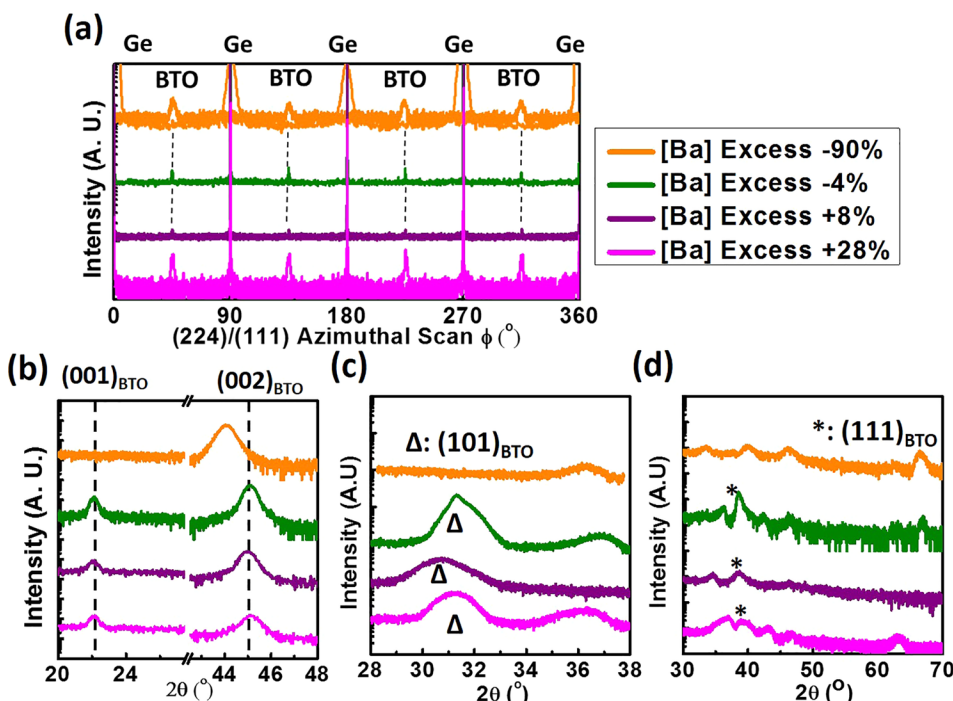 (a)
Ge Ge Ge Ge Ge
BTO BTO BTO BTO
Intensity (A. U.)
0 90 180 270 360
(224)/(111) Azimuthal Scan ϕ (°)
[Ba] Excess -90%
[Ba] Excess -4%
[Ba] Excess +8%
[Ba] Excess +28%
(b)
(001)BTO (002)BTO
Intensity (A. U.)
20 24 44 46 48
2θ (°)
(c)
Δ: (101)BTO
Δ
Δ
Δ
Intensity (A.U)
28 30 32 34 36 38
2θ (°)
(d)
*: (111)BTO
*
*
*
Intensity (A.U)
30 40 50 60 70
2θ (°)